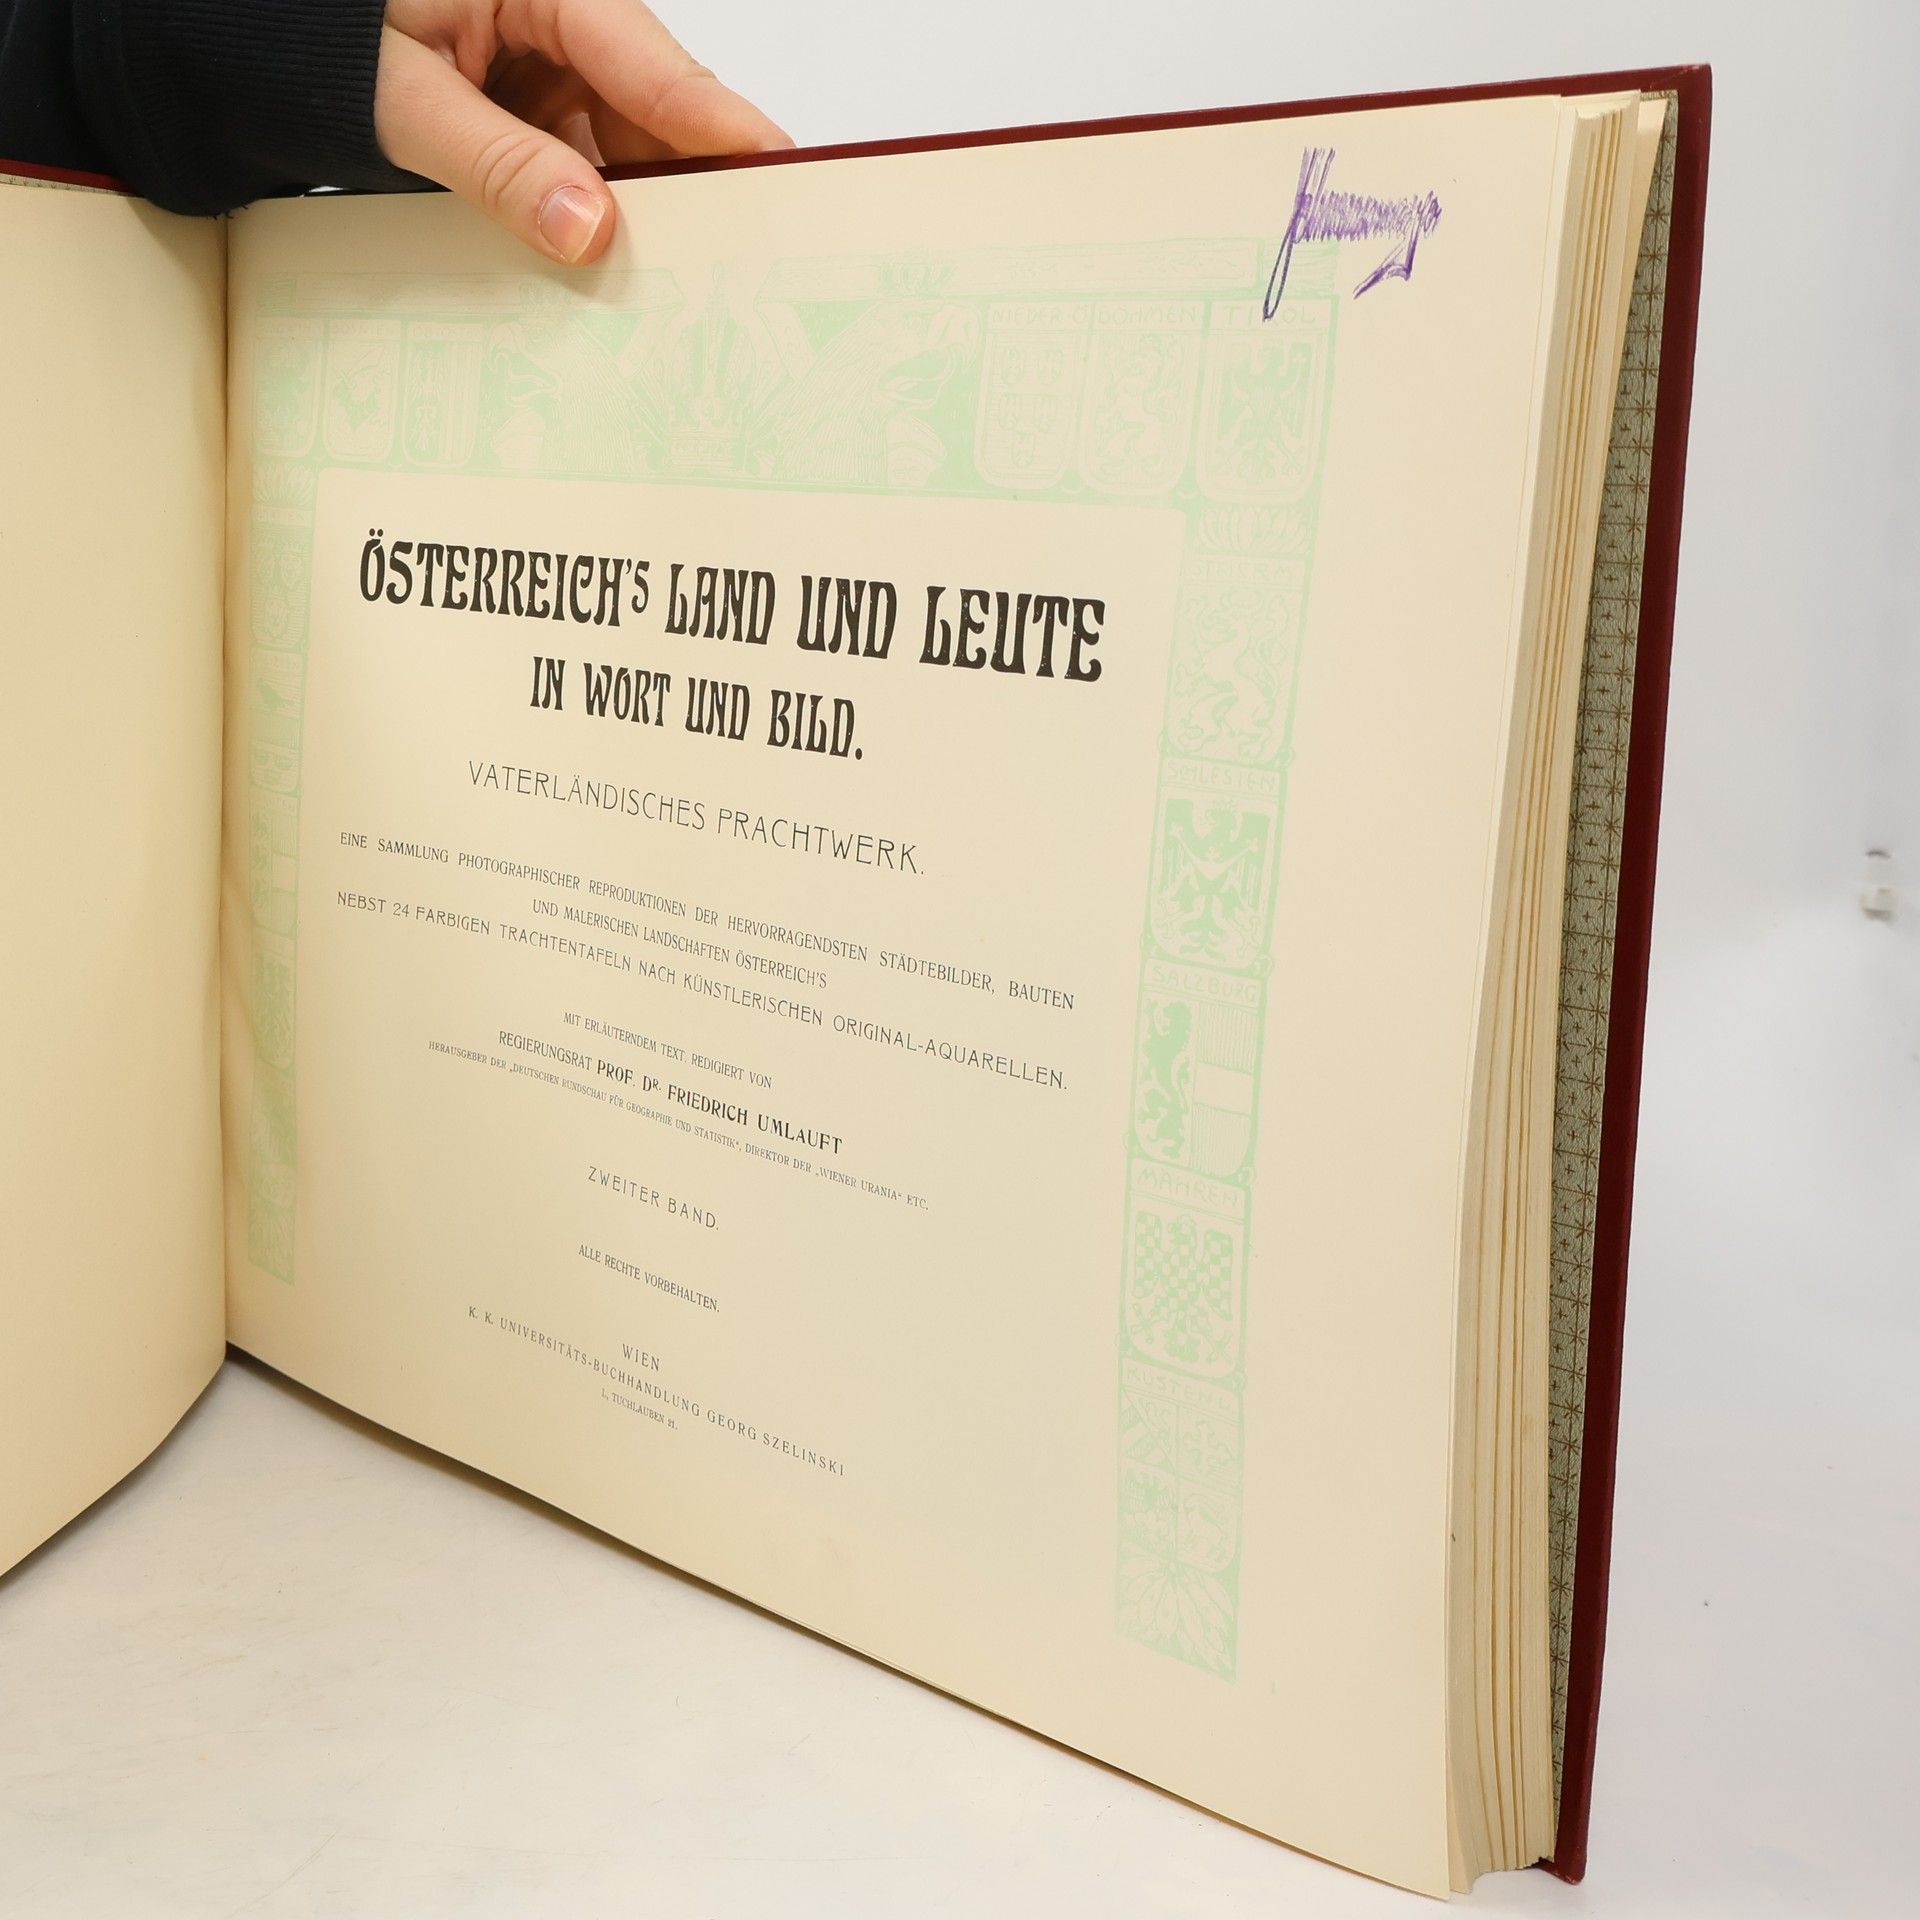 NIEDER-Ö BÖHMEN TIROL
ÖSTERREICH'S LAND UND LEUTE
IN WORT UND BILD.
VATERLÄNDISCHES PRACHTWERK.
EINE SAMMLUNG PHOTOGRAPHISCHER REPRODUKTIONEN DER HERVORRAGENDSTEN STÄDTEBILDER, BAUTEN
UND MALERISCHEN LANDSCHAFTEN ÖSTERREICH'S
NEBST 24 FARBIGEN TRACHTENTAFELN NACH KÜNSTLERISCHEN ORIGINAL-AQUARELLEN.
MIT ERLÄUTERNDEM TEXT, REDIGIERT VON
REGIERUNGSRAT PROF. DR. FRIEDRICH UMLAUFT
HERAUSGEBER DER „DEUTSCHEN RUNDSCHAU FÜR GEOGRAPHIE UND STATISTIK“, DIREKTOR DER „WIENER URANIA“ ETC.
ZWEITER BAND.
ALLE RECHTE VORBEHALTEN.
WIEN
K. K. UNIVERSITÄTS-BUCHHANDLUNG GEORG SZELINSKI
I., TUCHLAUBEN 21.
STEIERM
SCHLESIEN
SALZBURG
MÄHREN
KÜSTENL